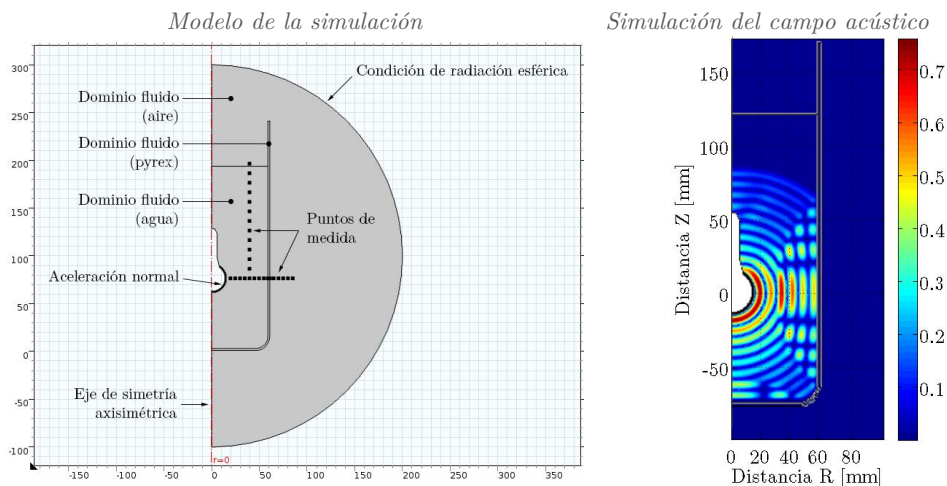 Modelo de la simulación
300
250
200
150
100
50
0
-50
-100
-150
-100
-50
0
50
100
150
200
250
300
350
r=0
Condición de radiación esférica
Dominio fluido
(aire)
Dominio fluido
(pyrex)
Dominio fluido
(agua)
Puntos de
medida
Aceleración normal
Eje de simetría
axisimétrica
Simulación del campo acústico
Distancia Z [mm]
150
100
50
0
-50
0 20 40 60 80
Distancia R [mm]
0.7
0.6
0.5
0.4
0.3
0.2
0.1